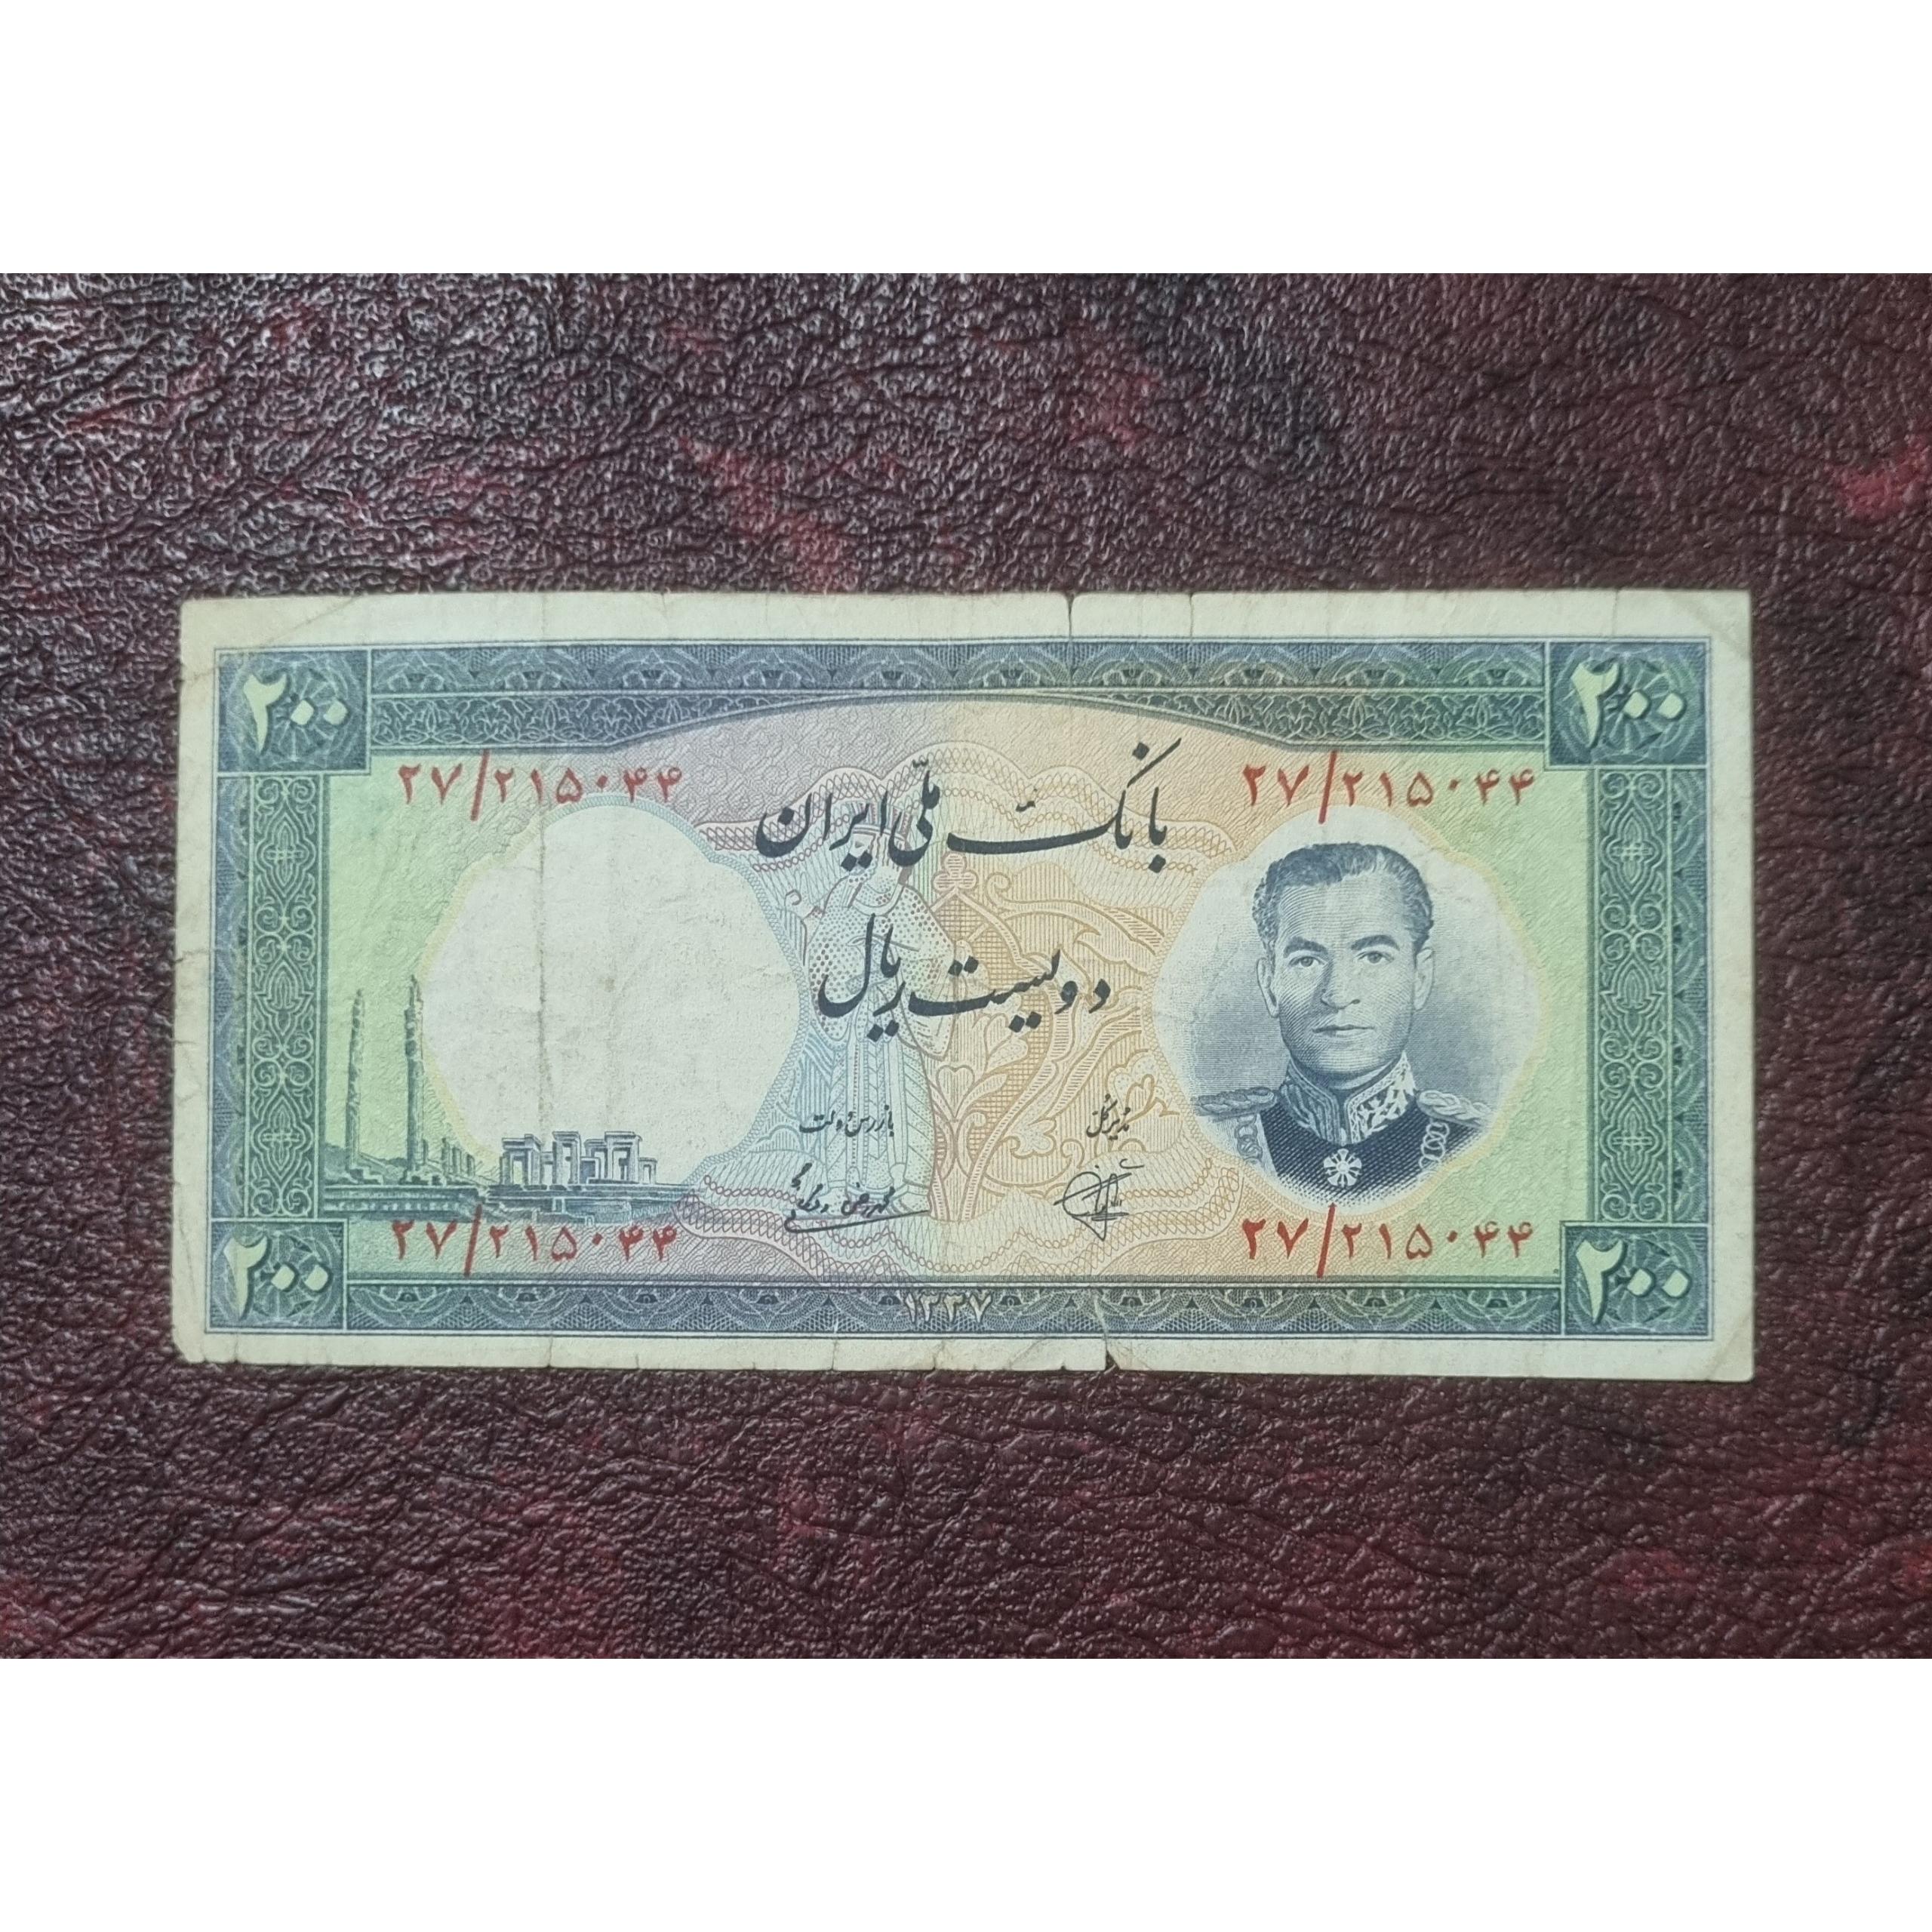 ۲۰۰ ۲۰۰
۲۷/۲۱۵۰۴۴ ۲۷/۲۱۵۰۴۴
بانک ملّی ایران
دویست ریال
مدیر کل بازرس دولت
۲۷/۲۱۵۰۴۴ ۲۷/۲۱۵۰۴۴
۲۰۰ ۱۳۳۷ ۲۰۰